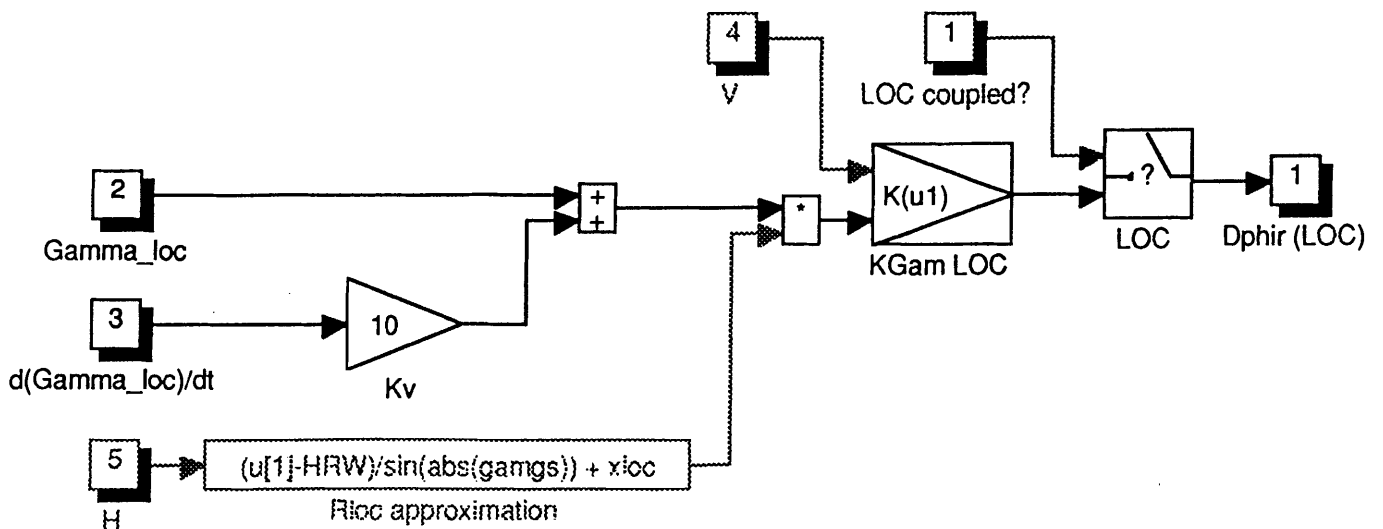 4
V
1
LOC coupled?
2
Gamma_loc
+
+
*
K(u1)
KGam LOC
?
LOC
1
Dphir (LOC)
3
d(Gamma_loc)/dt
10
Kv
5
H
(u[1]-HRW)/sin(abs(gamgs)) + xloc
Rloc approximation